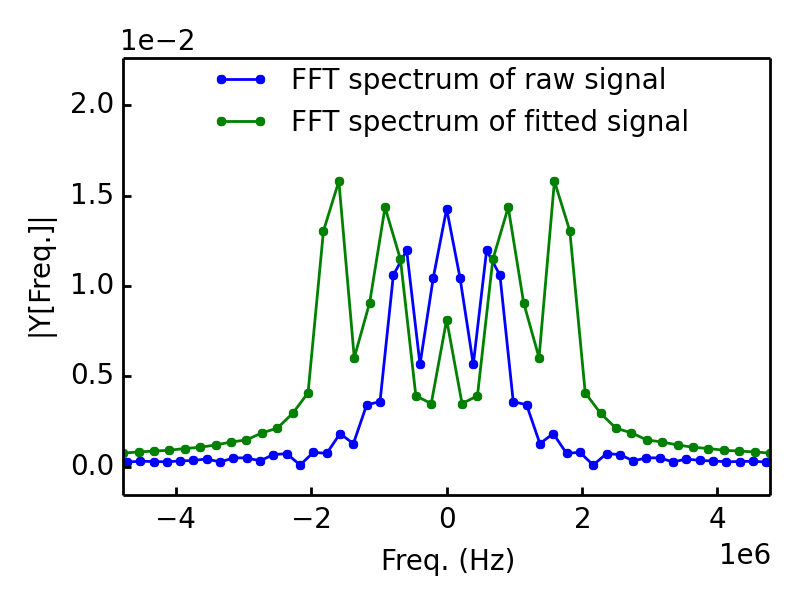 1e−2
FFT spectrum of raw signal
FFT spectrum of fitted signal
2.0
1.5
1.0
0.5
0.0
|Y[Freq.]|
−4
−2
0
2
4
1e6
Freq. (Hz)